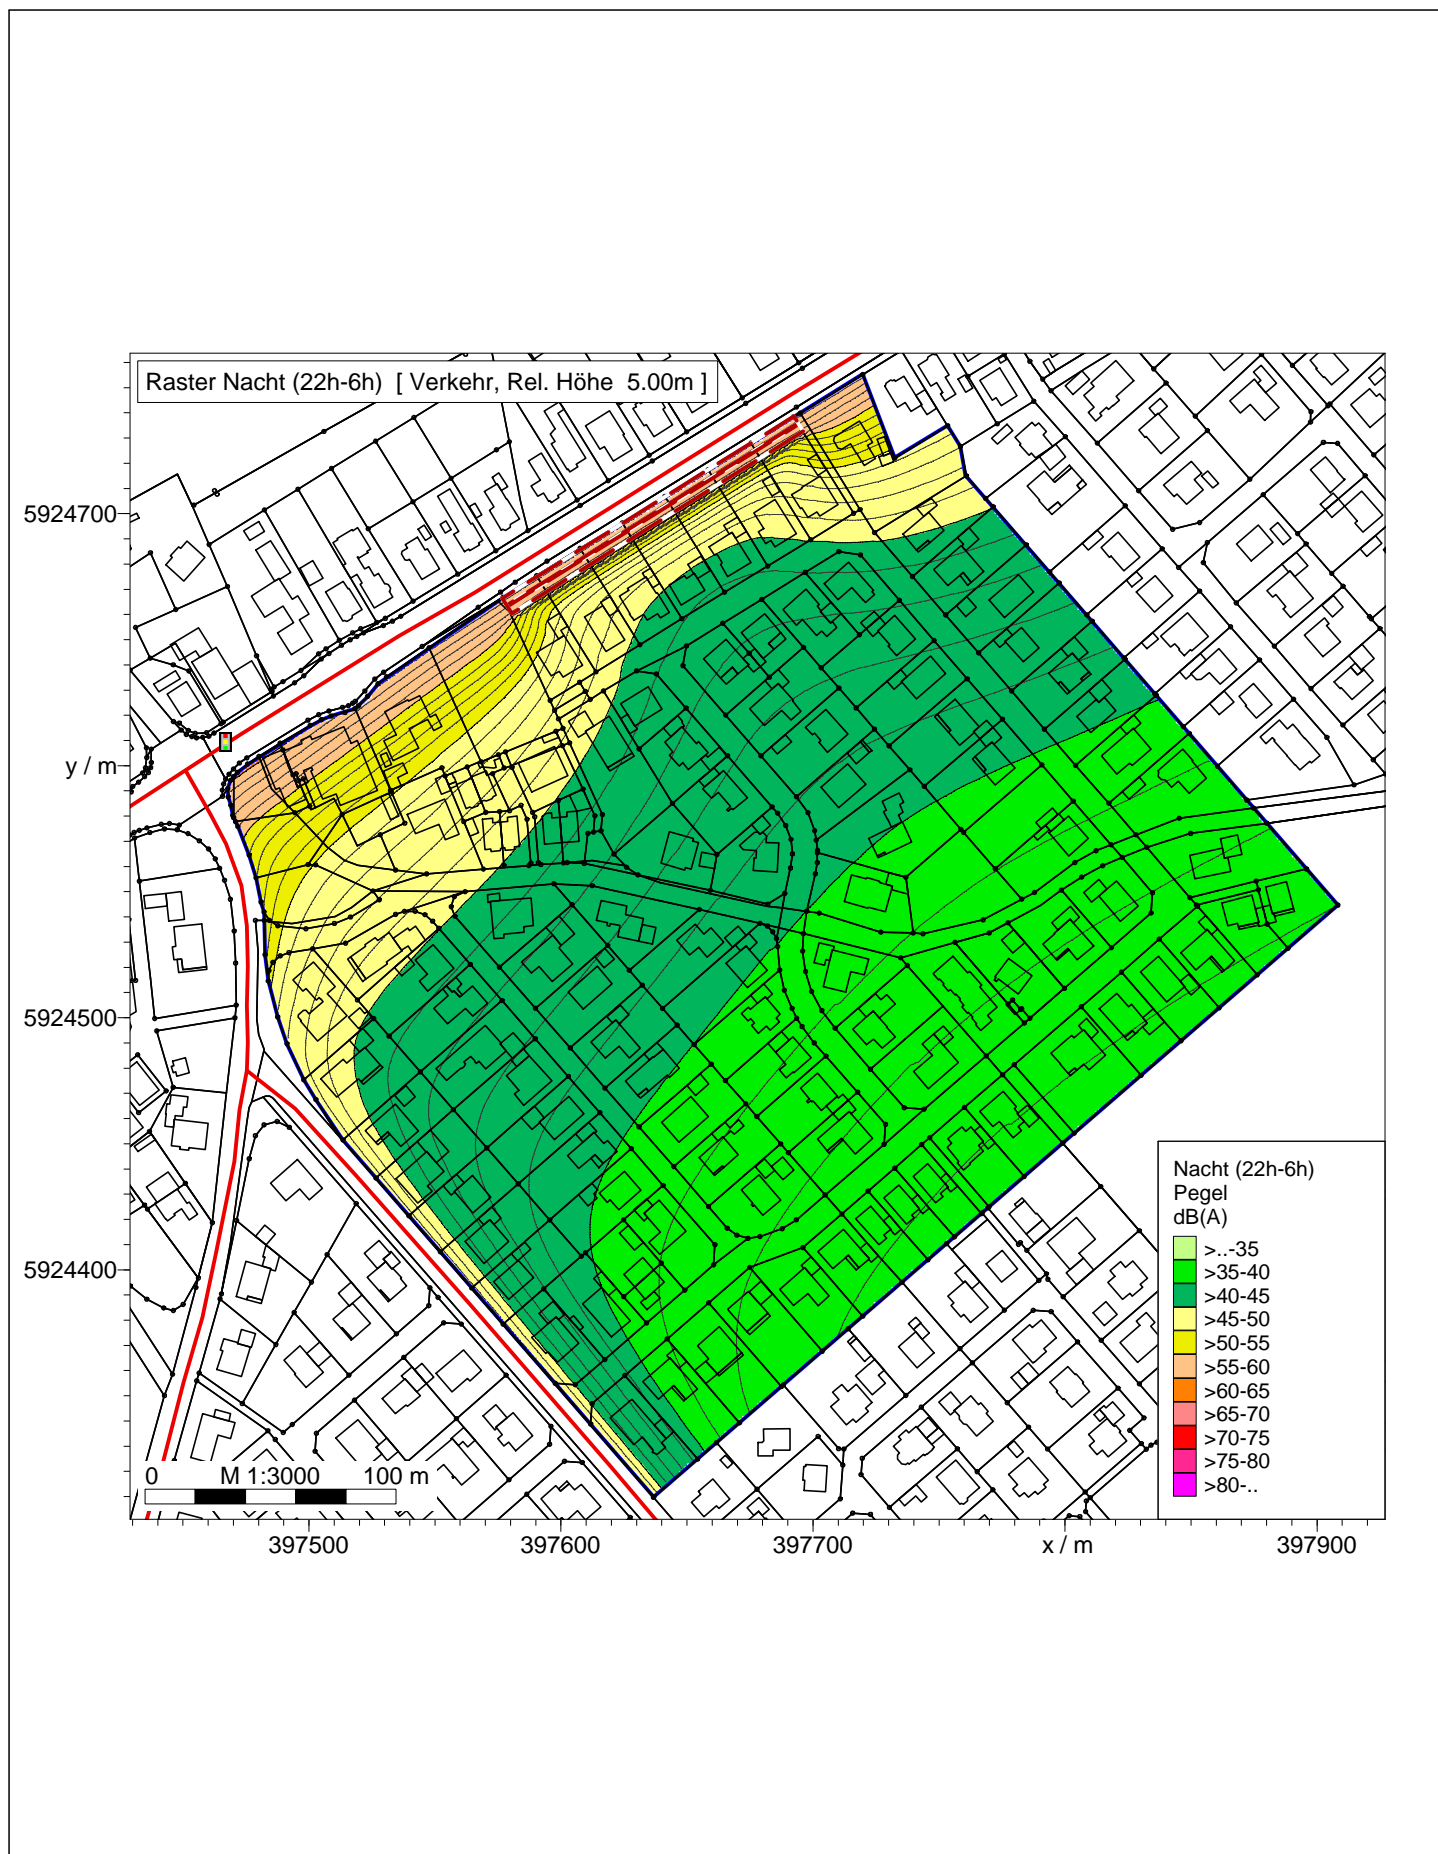 Raster Nacht (22h-6h) [ Verkehr, Rel. Höhe 5.00m ]
5924700
y / m
5924500
5924400
0 M 1:3000 100 m
397500 397600 397700 x / m 397900
Nacht (22h-6h)
Pegel
dB(A)
>..-35
>35-40
>40-45
>45-50
>50-55
>55-60
>60-65
>65-70
>70-75
>75-80
>80-..